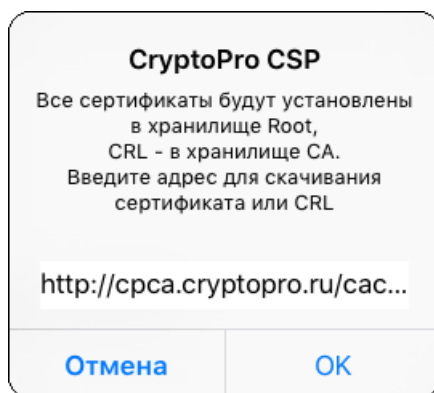 CryptoPro CSP
Все сертификаты будут установлены
в хранилище Root,
CRL - в хранилище CA.
Введите адрес для скачивания
сертификата или CRL
http://cpca.cryptopro.ru/cac...
Отмена
OK